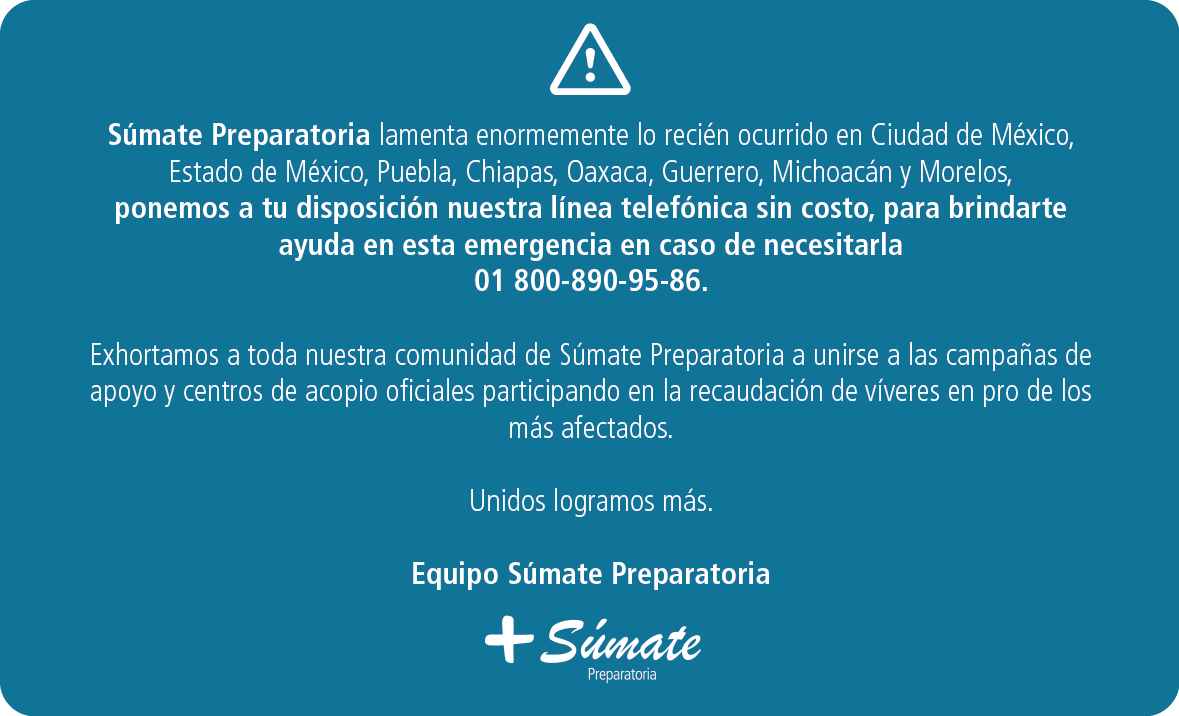 Súmate Preparatoria lamenta enormemente lo recién ocurrido en Ciudad de México,
Estado de México, Puebla, Chiapas, Oaxaca, Guerrero, Michoacán y Morelos,
ponemos a tu disposición nuestra línea telefónica sin costo, para brindarte
ayuda en esta emergencia en caso de necesitarla
01 800-890-95-86.
Exhortamos a toda nuestra comunidad de Súmate Preparatoria a unirse a las campañas de
apoyo y centros de acopio oficiales participando en la recaudación de víveres en pro de los
más afectados.
Unidos logramos más.
Equipo Súmate Preparatoria
Súmate
Preparatoria